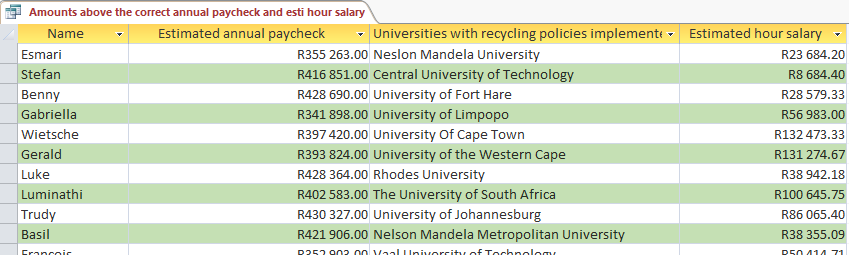 Amounts above the correct annual paycheck and esti hour salary
Name Estimated annual paycheck Universities with recycling policies implemente Estimated hour salary
Esmari R355 263.00 Neslon Mandela University R23 684.20
Stefan R416 851.00 Central University of Technology R8 684.40
Benny R428 690.00 University of Fort Hare R28 579.33
Gabriella R341 898.00 University of Limpopo R56 983.00
Wietsche R397 420.00 University Of Cape Town R132 473.33
Gerald R393 824.00 University of the Western Cape R131 274.67
Luke R428 364.00 Rhodes University R38 942.18
Luminathi R402 583.00 The University of South Africa R100 645.75
Trudy R430 327.00 University of Johannesburg R86 065.40
Basil R421 906.00 Nelson Mandela Metropolitan University R38 355.09
Francois R352 903.00 Vaal University of Technology R50 414.71